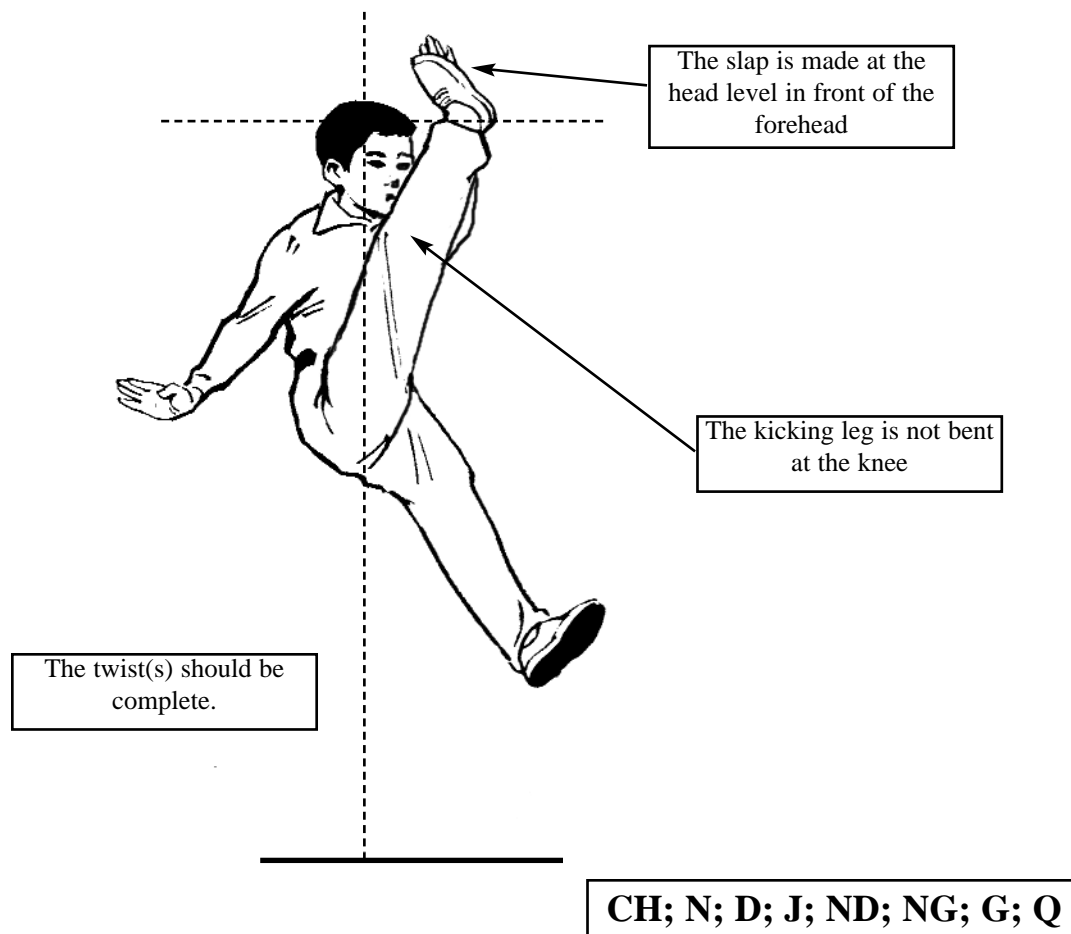 The slap is made at the
head level in front of the
forehead
The kicking leg is not bent
at the knee
The twist(s) should be
complete.
CH; N; D; J; ND; NG; G; Q